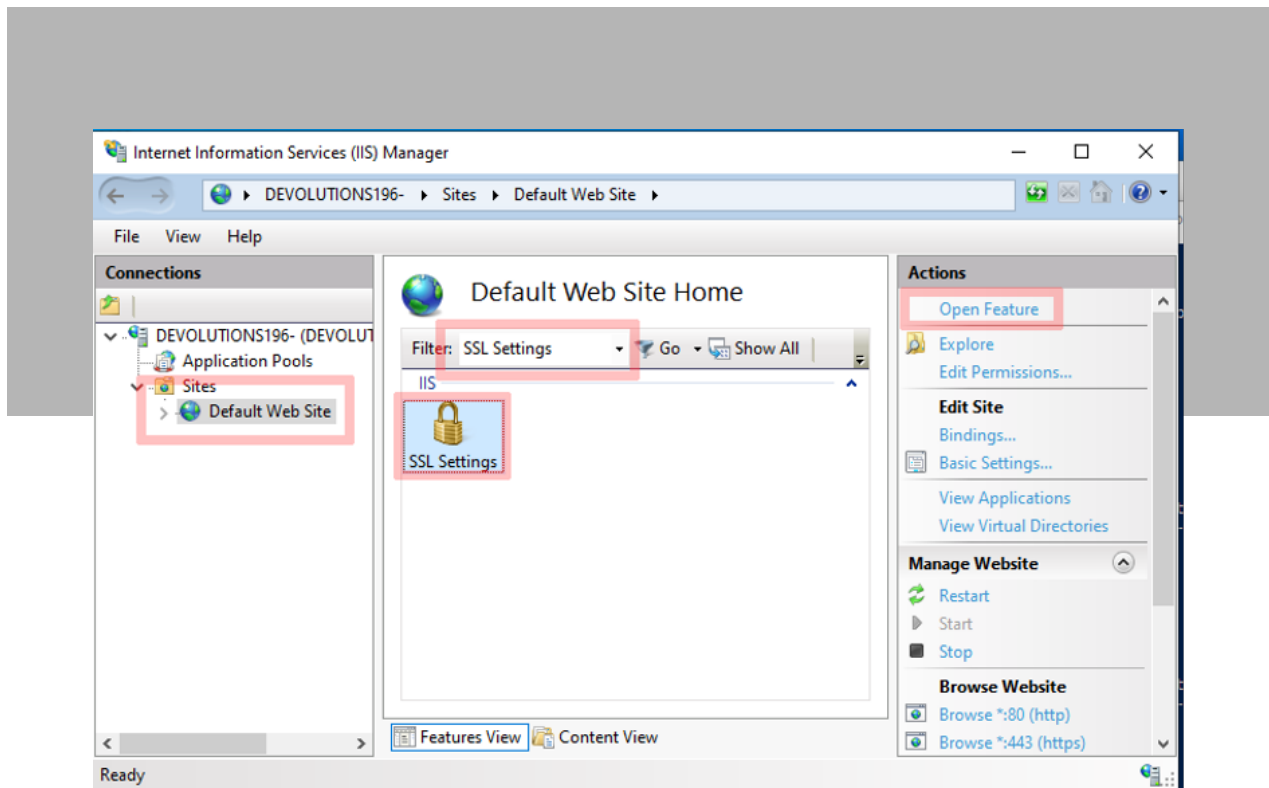 Internet Information Services (IIS) Manager
DEVOLUTIONS196- Sites Default Web Site
File View Help
Connections
DEVOLUTIONS196- (DEVOLUT
Application Pools
Sites
Default Web Site
Default Web Site Home
Filter: SSL Settings Go Show All
IIS
SSL Settings
Features View Content View
Actions
Open Feature
Explore
Edit Permissions...
Edit Site
Bindings...
Basic Settings...
View Applications
View Virtual Directories
Manage Website
Restart
Start
Stop
Browse Website
Browse *:80 (http)
Browse *:443 (https)
Ready